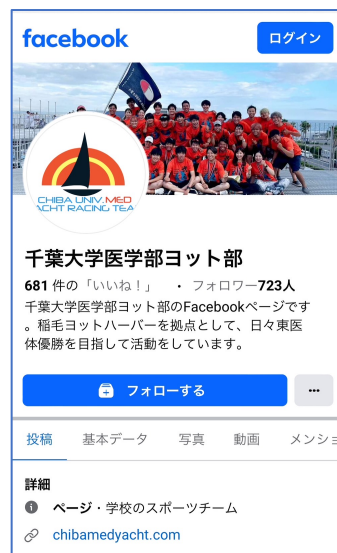 facebook
ログイン
CHIBA UNIV.MED
YACHT RACING TEA
千葉大学医学部ヨット部
681 件の「いいね！」 ・ フォロワー723人
千葉大学医学部ヨット部のFacebookページです
。稲毛ヨットハーバーを拠点として、日々東医
体優勝を目指して活動をしています。
フォローする
...
投稿 基本データ 写真 動画 メンショ
詳細
ページ・学校のスポーツチーム
chibamedyacht.com